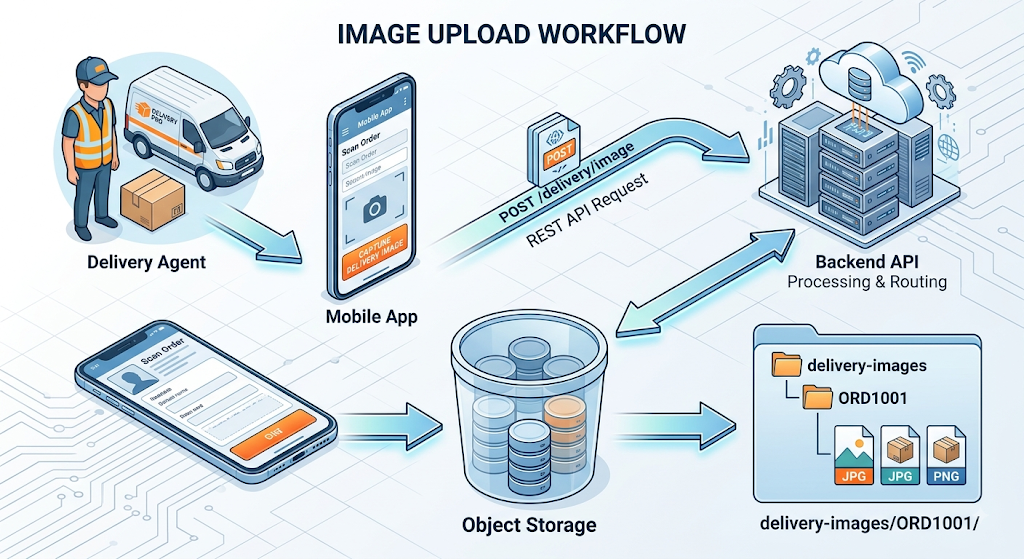 IMAGE UPLOAD WORKFLOW
DELIVERY
PRO
Delivery Agent
Mobile App
Scan Order
Scan Order
CAPTUNE
DELIVERY IMAGE
Mobile App
POST
POST /delivery/image
REST API Request
Backend API
Processing & Routing
Scan Order
Object Storage
delivery-images
ORD1001
JPG
JPG
PNG
delivery-images/ORD1001/